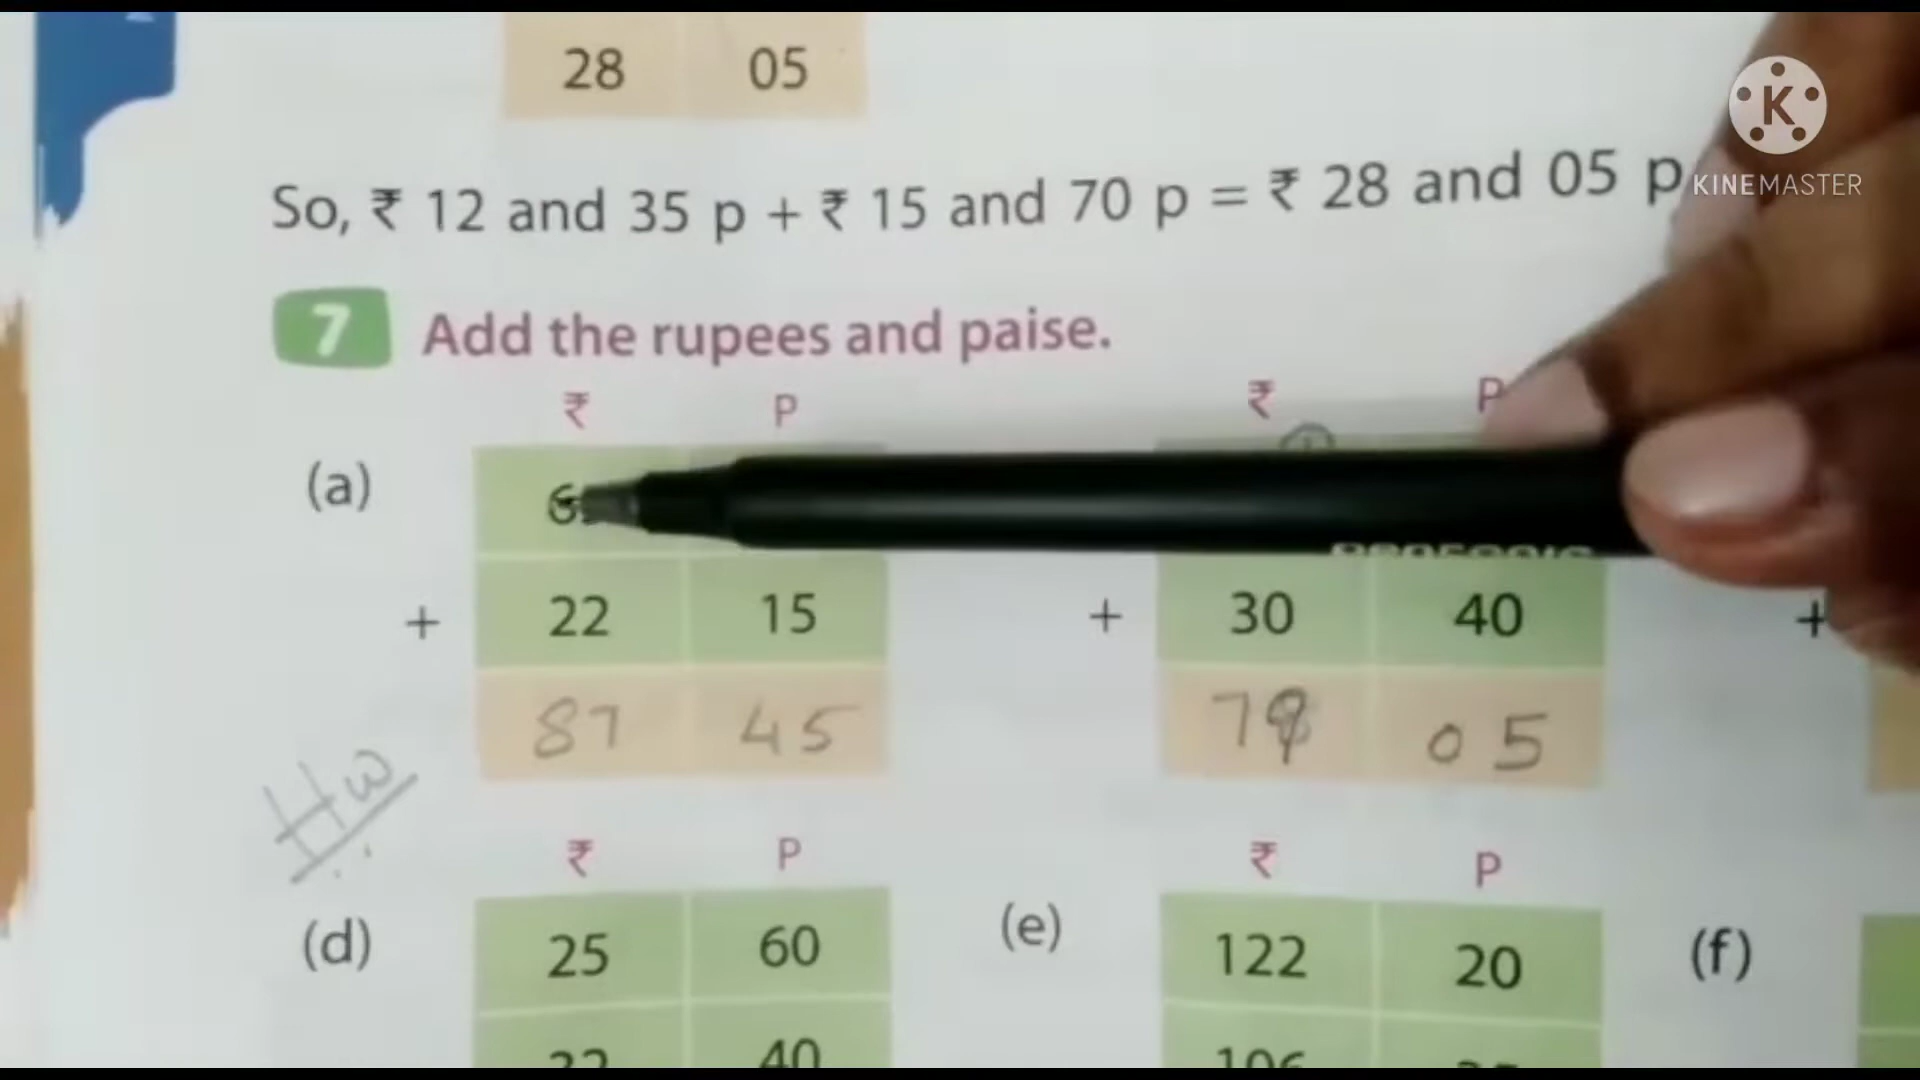 28 05
KINEMASTER
So, ₹ 12 and 35 p + ₹ 15 and 70 p = ₹ 28 and 05 p
7 Add the rupees and paise.
₹ P ₹ P
(a)
+ 22 15 + 30 40 +
87 45 79 05
HW
₹ P ₹ P
(d) 25 60 (e) 122 20 (f)
40